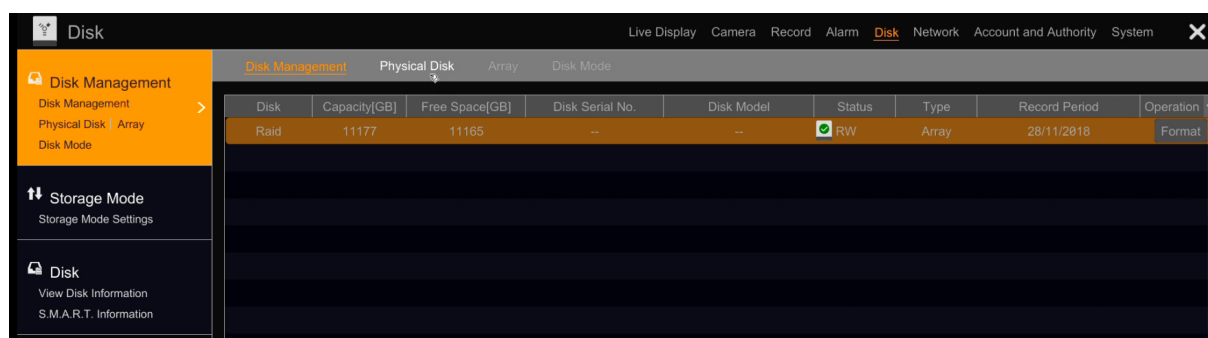 Disk Live Display Camera Record Alarm Disk Network Account and Authority System
Disk Management Physical Disk Array Disk Mode
Disk Management
Disk Management
Physical Disk | Array
Disk Mode
Disk Capacity[GB] Free Space[GB] Disk Serial No. Disk Model Status Type Record Period Operation
Raid 11177 11165 -- -- RW Array 28/11/2018 Format
Storage Mode
Storage Mode Settings
Disk
View Disk Information
S.M.A.R.T. Information